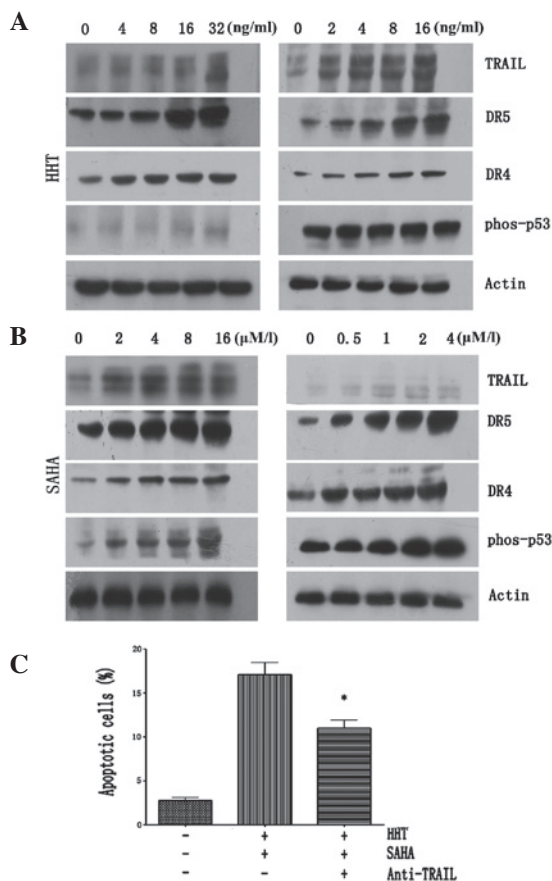 A
0 4 8 16 32 (ng/ml) 0 2 4 8 16 (ng/ml)
HHT
TRAIL
DR5
DR4
phos-p53
Actin
B
0 2 4 8 16 (μM/l) 0 0.5 1 2 4 (μM/l)
SAHA
TRAIL
DR5
DR4
phos-p53
Actin
C
Apoptotic cells (%)
20
15
10
5
0
*
- + + HHT
- + + SAHA
- - + Anti-TRAIL